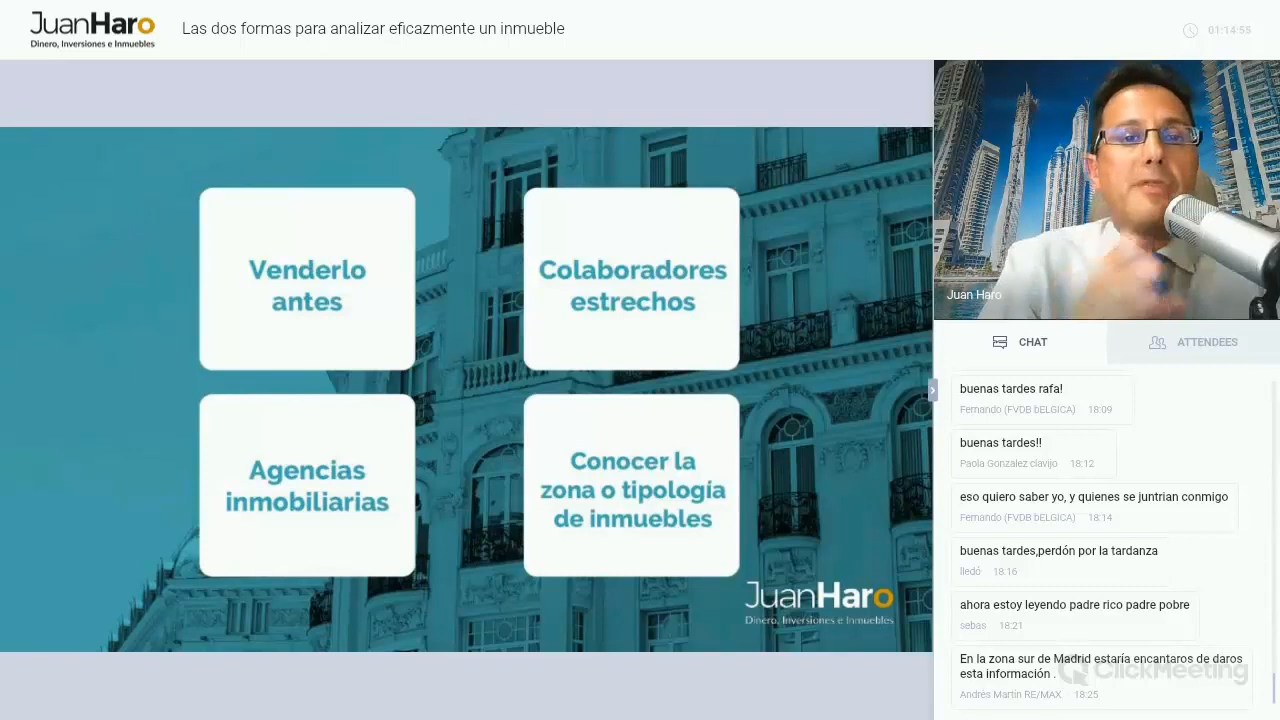 JuanHaro
Dinero, Inversiones e Inmuebles
Las dos formas para analizar eficazmente un inmueble
01:14:55
Venderlo
antes
Colaboradores
estrechos
Agencias
inmobiliarias
Conocer la
zona o tipología
de inmuebles
JuanHaro
Dinero, Inversiones e Inmuebles
Juan Haro
CHAT
ATTENDEES
buenas tardes rafa!
Fernando (FVDB bELGICA) 18:09
buenas tardes!!
Paola Gonzalez clavijo 18:12
eso quiero saber yo, y quienes se juntrian conmigo
Fernando (FVDB bELGICA) 18:14
buenas tardes,perdón por la tardanza
lledó 18:16
ahora estoy leyendo padre rico padre pobre
sebas 18:21
En la zona sur de Madrid estaría encantaros de daros
esta información .
Andrés Martín RE/MAX 18:25
ClickMeeting